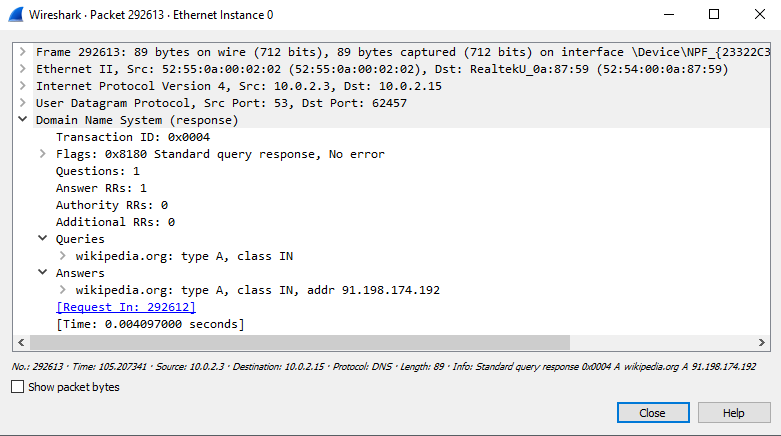 Wireshark · Packet 292613 · Ethernet Instance 0
Frame 292613: 89 bytes on wire (712 bits), 89 bytes captured (712 bits) on interface \Device\NPF_{23322C3
Ethernet II, Src: 52:55:0a:00:02:02 (52:55:0a:00:02:02), Dst: RealtekU_0a:87:59 (52:54:00:0a:87:59)
Internet Protocol Version 4, Src: 10.0.2.3, Dst: 10.0.2.15
User Datagram Protocol, Src Port: 53, Dst Port: 62457
Domain Name System (response)
Transaction ID: 0x0004
Flags: 0x8180 Standard query response, No error
Questions: 1
Answer RRs: 1
Authority RRs: 0
Additional RRs: 0
Queries
wikipedia.org: type A, class IN
Answers
wikipedia.org: type A, class IN, addr 91.198.174.192
[Request In: 292612]
[Time: 0.004097000 seconds]
No.: 292613 · Time: 105.207341 · Source: 10.0.2.3 · Destination: 10.0.2.15 · Protocol: DNS · Length: 89 · Info: Standard query response 0x0004 A wikipedia.org A 91.198.174.192
Show packet bytes
Close Help